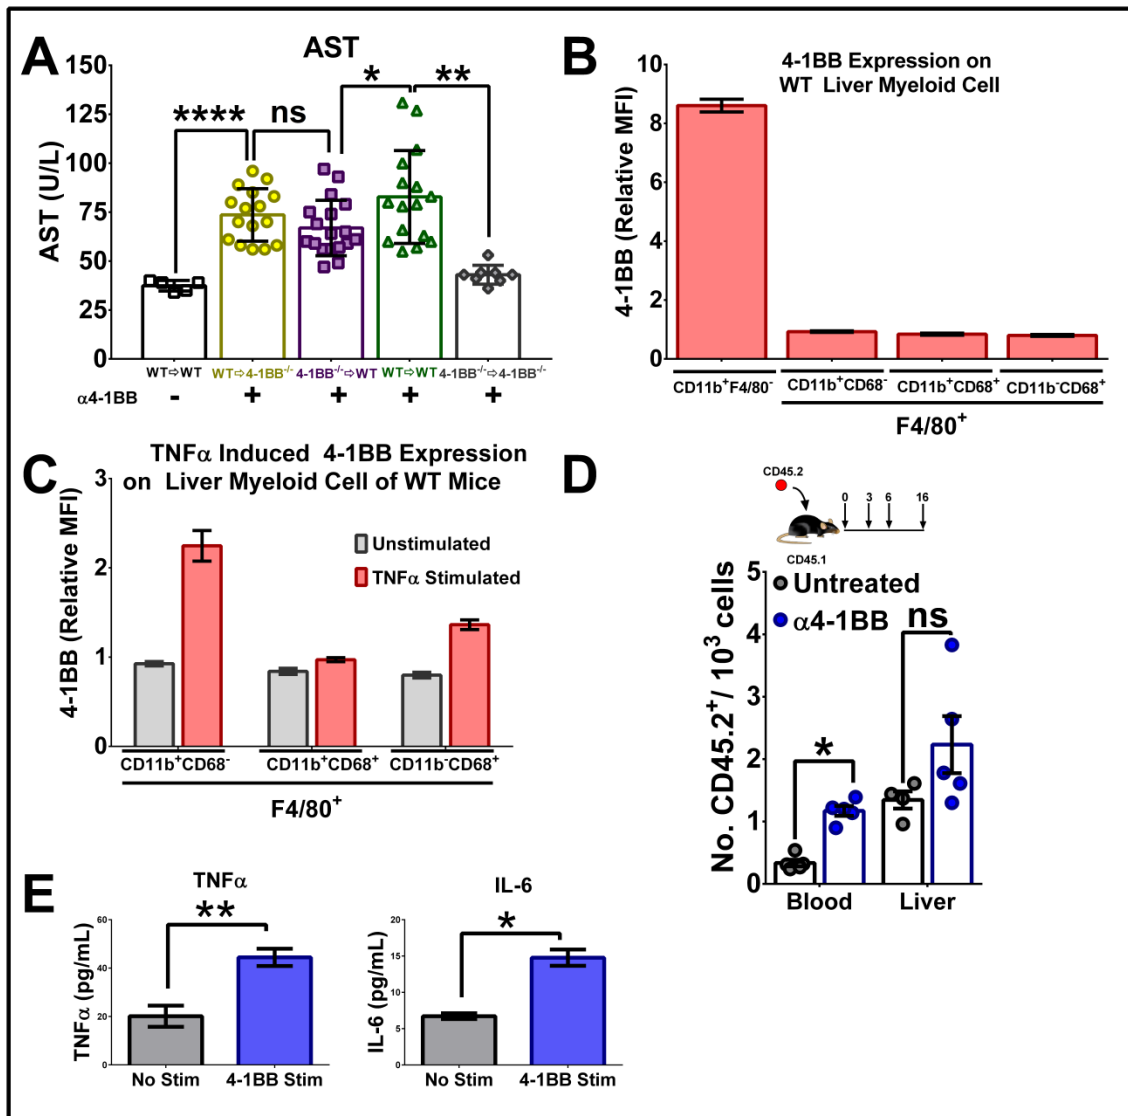 A
AST
AST (U/L)
150
125
100
75
50
25
0
****
ns
*
**
WT⇨WT
WT⇨4-1BB⁻/⁻
4-1BB⁻/⁻⇨WT
WT⇨WT
4-1BB⁻/⁻⇨4-1BB⁻/⁻
α4-1BB - + + + +
B
4-1BB Expression on
WT Liver Myeloid Cell
4-1BB (Relative MFI)
10
8
6
4
2
0
CD11b⁺F4/80⁻
CD11b⁺CD68⁻
CD11b⁺CD68⁺
CD11b⁻CD68⁺
F4/80⁺
C
TNFα Induced 4-1BB Expression
on Liver Myeloid Cell of WT Mice
4-1BB (Relative MFI)
3
2
1
0
Unstimulated
TNFα Stimulated
CD11b⁺CD68⁻
CD11b⁺CD68⁺
CD11b⁻CD68⁺
F4/80⁺
D
CD45.2
CD45.1
0 3 6 16
No. CD45.2⁺/ 10³ cells
5
4
3
2
1
0
Untreated
α4-1BB
*
ns
Blood
Liver
E
TNFα
TNFα (pg/mL)
60
40
20
0
**
No Stim
4-1BB Stim
IL-6
IL-6 (pg/mL)
20
15
10
5
0
*
No Stim
4-1BB Stim